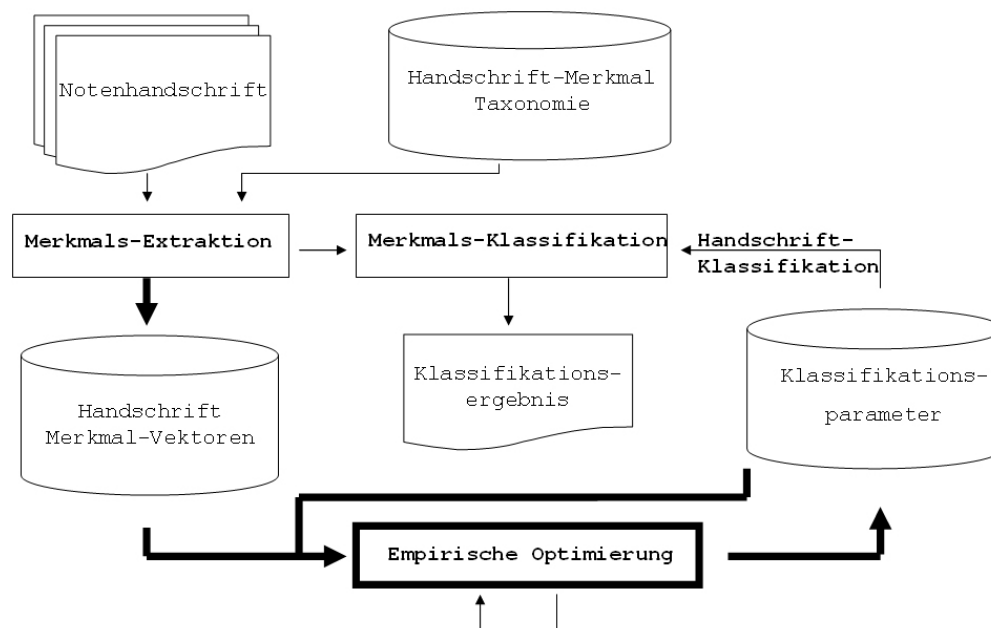 Notenhandschrift
Handschrift-Merkmal
Taxonomie
Merkmals-Extraktion
Merkmals-Klassifikation
Handschrift-
Klassifikation
Handschrift
Merkmal-Vektoren
Klassifikations-
ergebnis
Klassifikations-
parameter
Empirische Optimierung